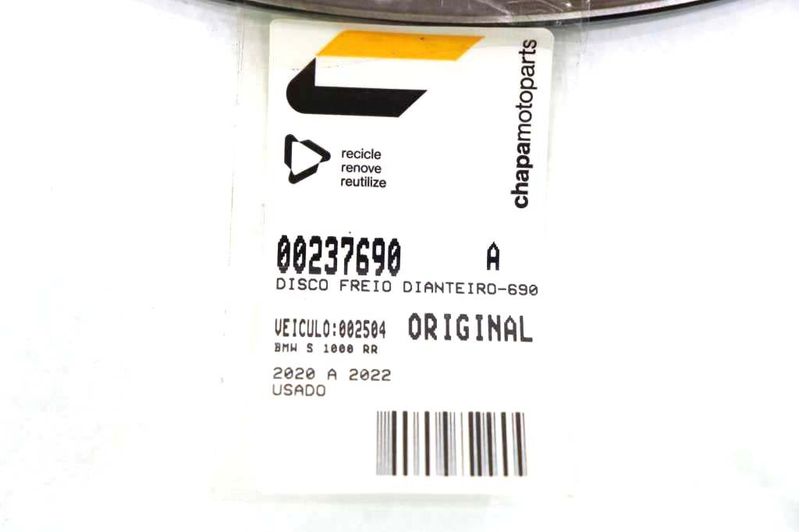 chapamotoparts
recicle
renove
reutilize
00237690 A
DISCO FREIO DIANTEIRO-690
VEICULO:002504 ORIGINAL
BMW S 1000 RR
2020 A 2022
USADO